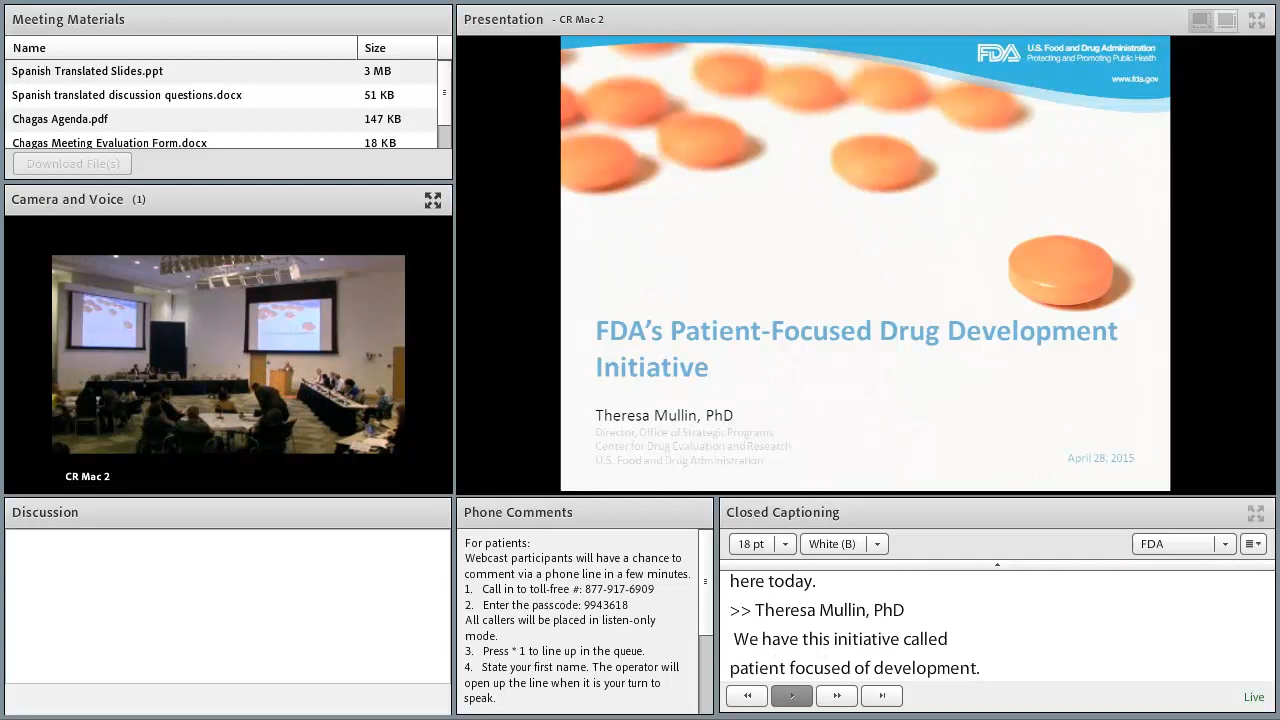 Meeting Materials
Name Size
Spanish Translated Slides.ppt 3 MB
Spanish translated discussion questions.docx 51 KB
Chagas Agenda.pdf 147 KB
Chagas Meeting Evaluation Form.docx 18 KB
Download File(s)
Camera and Voice (1)
CR Mac 2
Presentation - CR Mac 2
FDA U.S. Food and Drug Administration
Protecting and Promoting Public Health
www.fda.gov
FDA’s Patient-Focused Drug Development
Initiative
Theresa Mullin, PhD
Director, Office of Strategic Programs
Center for Drug Evaluation and Research
U.S. Food and Drug Administration
April 28, 2015
Discussion
Phone Comments
For patients:
Webcast participants will have a chance to
comment via a phone line in a few minutes.
1. Call in to toll-free #: 877-917-6909
2. Enter the passcode: 9943618
All callers will be placed in listen-only
mode.
3. Press * 1 to line up in the queue.
4. State your first name. The operator will
open up the line when it is your turn to
speak.
Closed Captioning
18 pt White (B) FDA
here today.
>> Theresa Mullin, PhD
We have this initiative called
patient focused of development.
Live